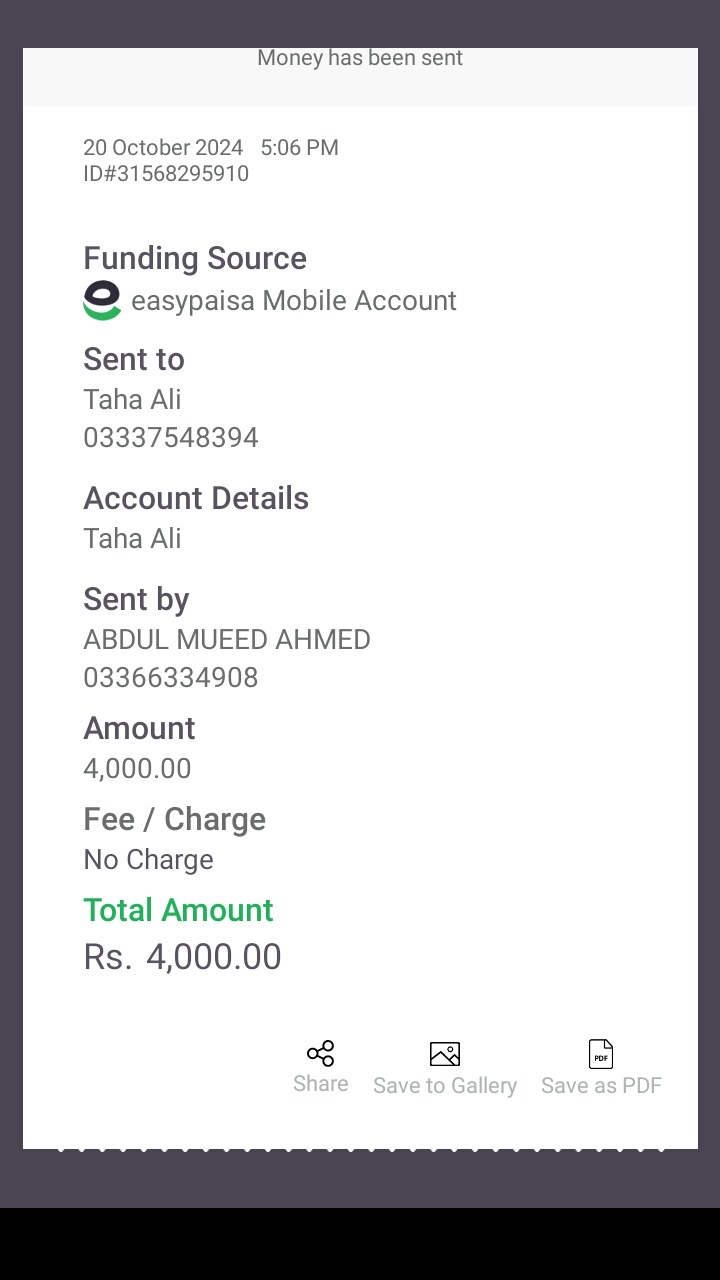 Money has been sent
20 October 2024 5:06 PM
ID#31568295910
Funding Source
easypaisa Mobile Account
Sent to
Taha Ali
03337548394
Account Details
Taha Ali
Sent by
ABDUL MUEED AHMED
03366334908
Amount
4,000.00
Fee / Charge
No Charge
Total Amount
Rs. 4,000.00
PDF
Share Save to Gallery Save as PDF